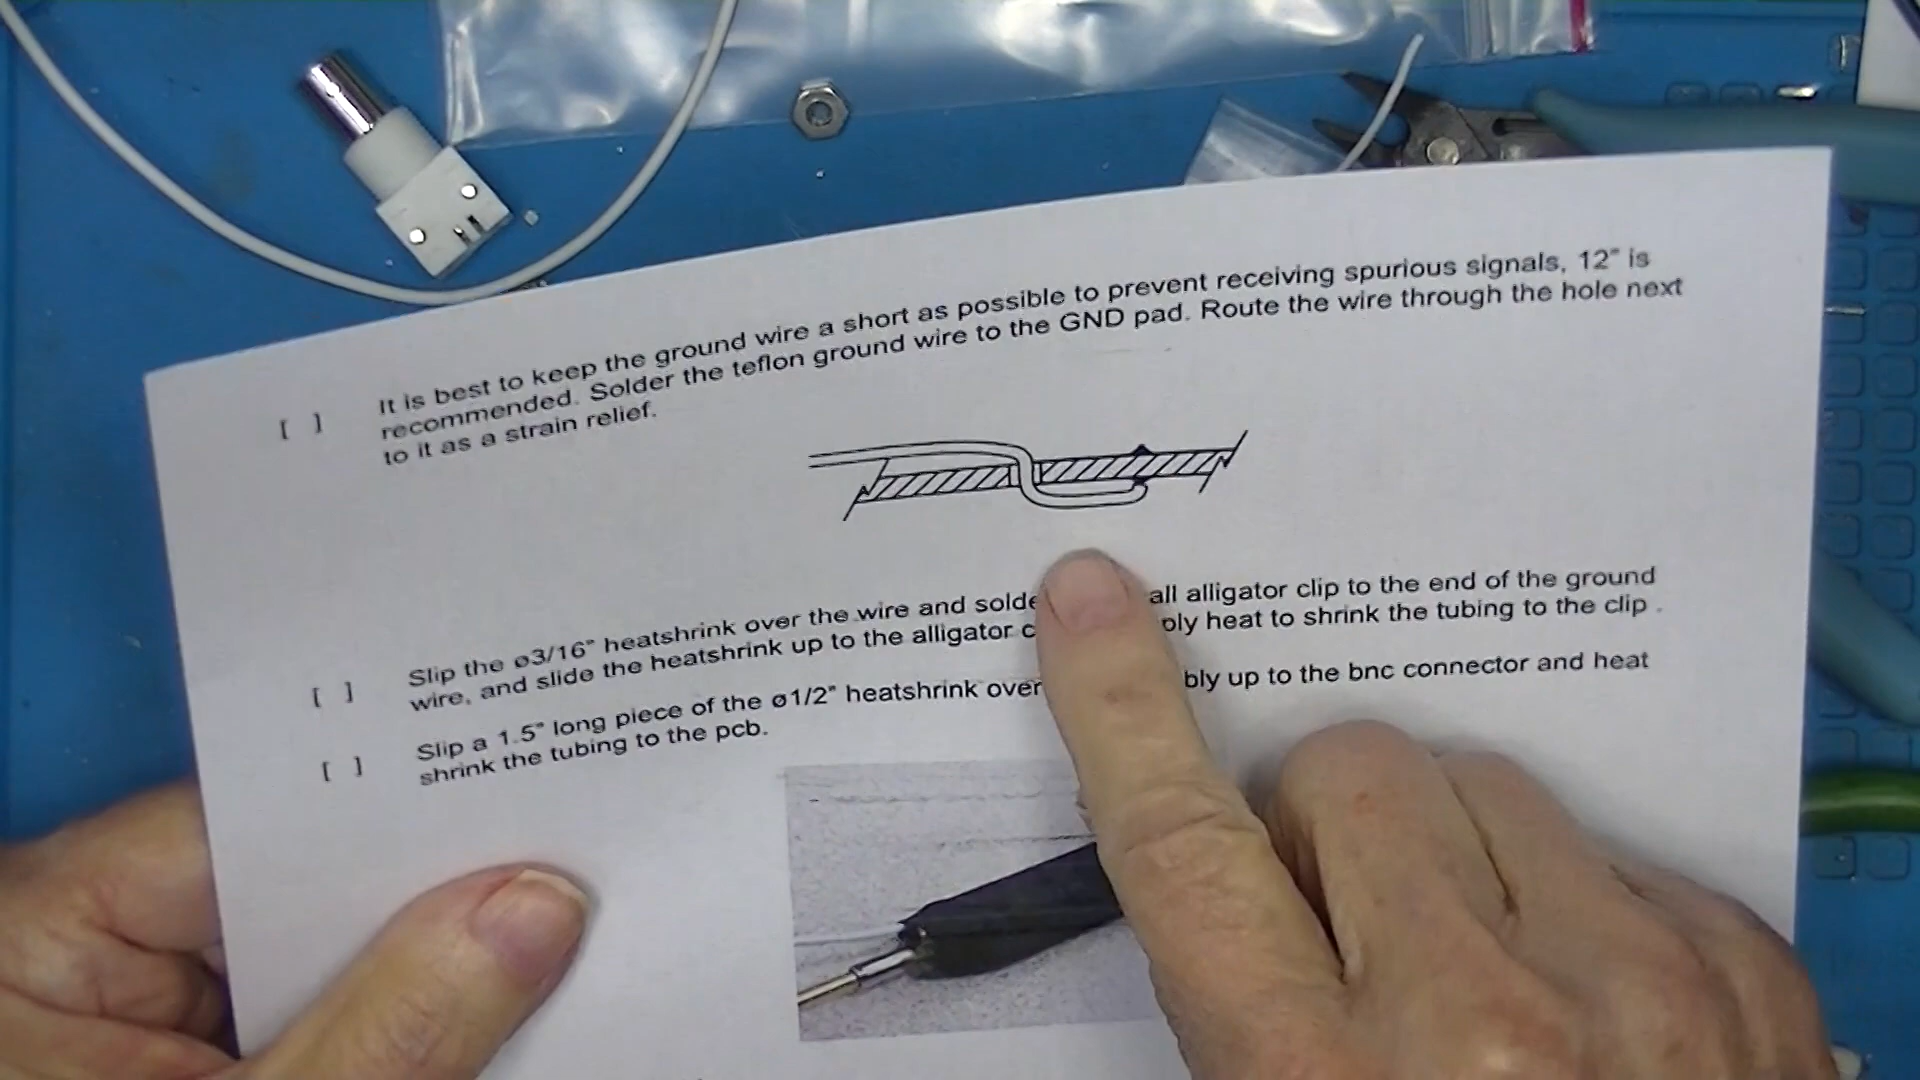 [ ] It is best to keep the ground wire a short as possible to prevent receiving spurious signals, 12" is
recommended. Solder the teflon ground wire to the GND pad. Route the wire through the hole next
to it as a strain relief.
[ ] Slip the ø3/16" heatshrink over the wire and solde all alligator clip to the end of the ground
wire, and slide the heatshrink up to the alligator c ply heat to shrink the tubing to the clip .
[ ] Slip a 1.5" long piece of the ø1/2" heatshrink over bly up to the bnc connector and heat
shrink the tubing to the pcb.